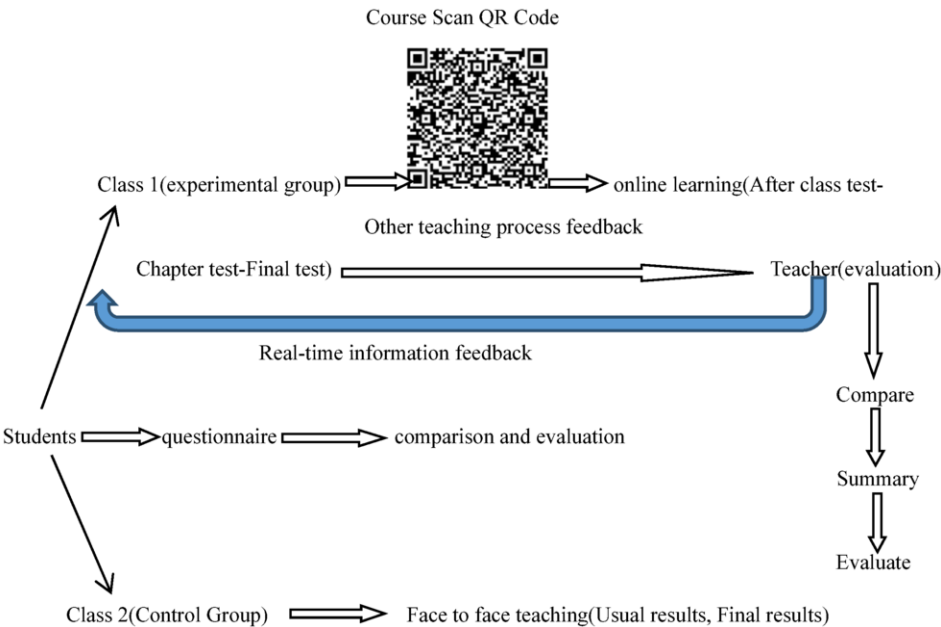 Course Scan QR Code
Class 1(experimental group)
online learning(After class test-
Other teaching process feedback
Chapter test-Final test)
Teacher(evaluation)
Real-time information feedback
Compare
Students
questionnaire
comparison and evaluation
Summary
Evaluate
Class 2(Control Group)
Face to face teaching(Usual results, Final results)